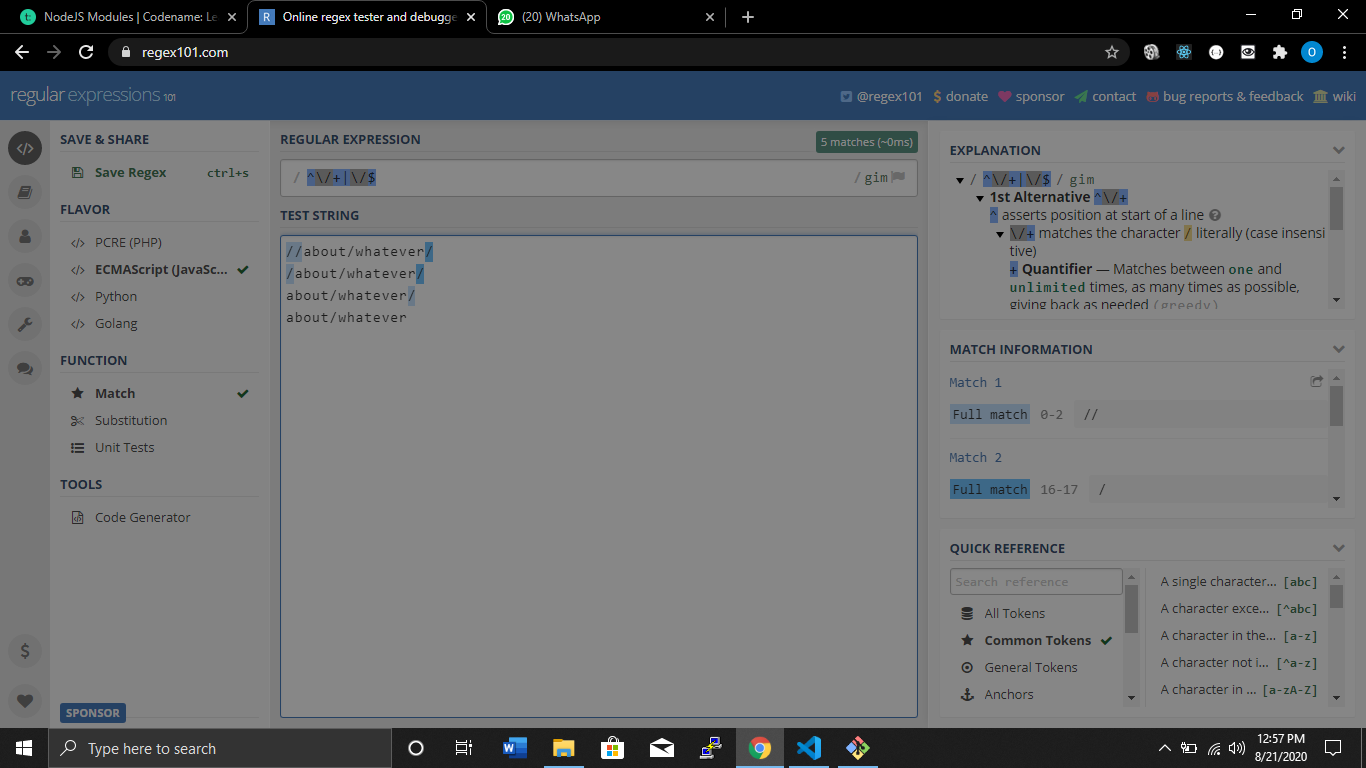 NodeJS Modules | Codename: Le
Online regex tester and debugge
(20) WhatsApp
regex101.com
regular expressions 101
@regex101
$ donate
sponsor
contact
bug reports & feedback
wiki
SAVE & SHARE
Save Regex ctrl+s
FLAVOR
</> PCRE (PHP)
</> ECMAScript (JavaSc...
</> Python
</> Golang
FUNCTION
Match
Substitution
Unit Tests
TOOLS
Code Generator
SPONSOR
REGULAR EXPRESSION
5 matches (~0ms)
/ ^\/+|\/$ / gim
TEST STRING
//about/whatever/
/about/whatever/
about/whatever/
about/whatever
EXPLANATION
/ ^\/+|\/$ / gim
1st Alternative ^\/+
^ asserts position at start of a line
\/+ matches the character / literally (case insensi
tive)
+ Quantifier — Matches between one and
unlimited times, as many times as possible,
giving back as needed (greedy)
MATCH INFORMATION
Match 1
Full match 0-2 //
Match 2
Full match 16-17 /
QUICK REFERENCE
Search reference
All Tokens
Common Tokens
General Tokens
Anchors
A single character... [abc]
A character exce... [^abc]
A character in the... [a-z]
A character not i... [^a-z]
A character in ... [a-zA-Z]
Type here to search
12:57 PM
8/21/2020